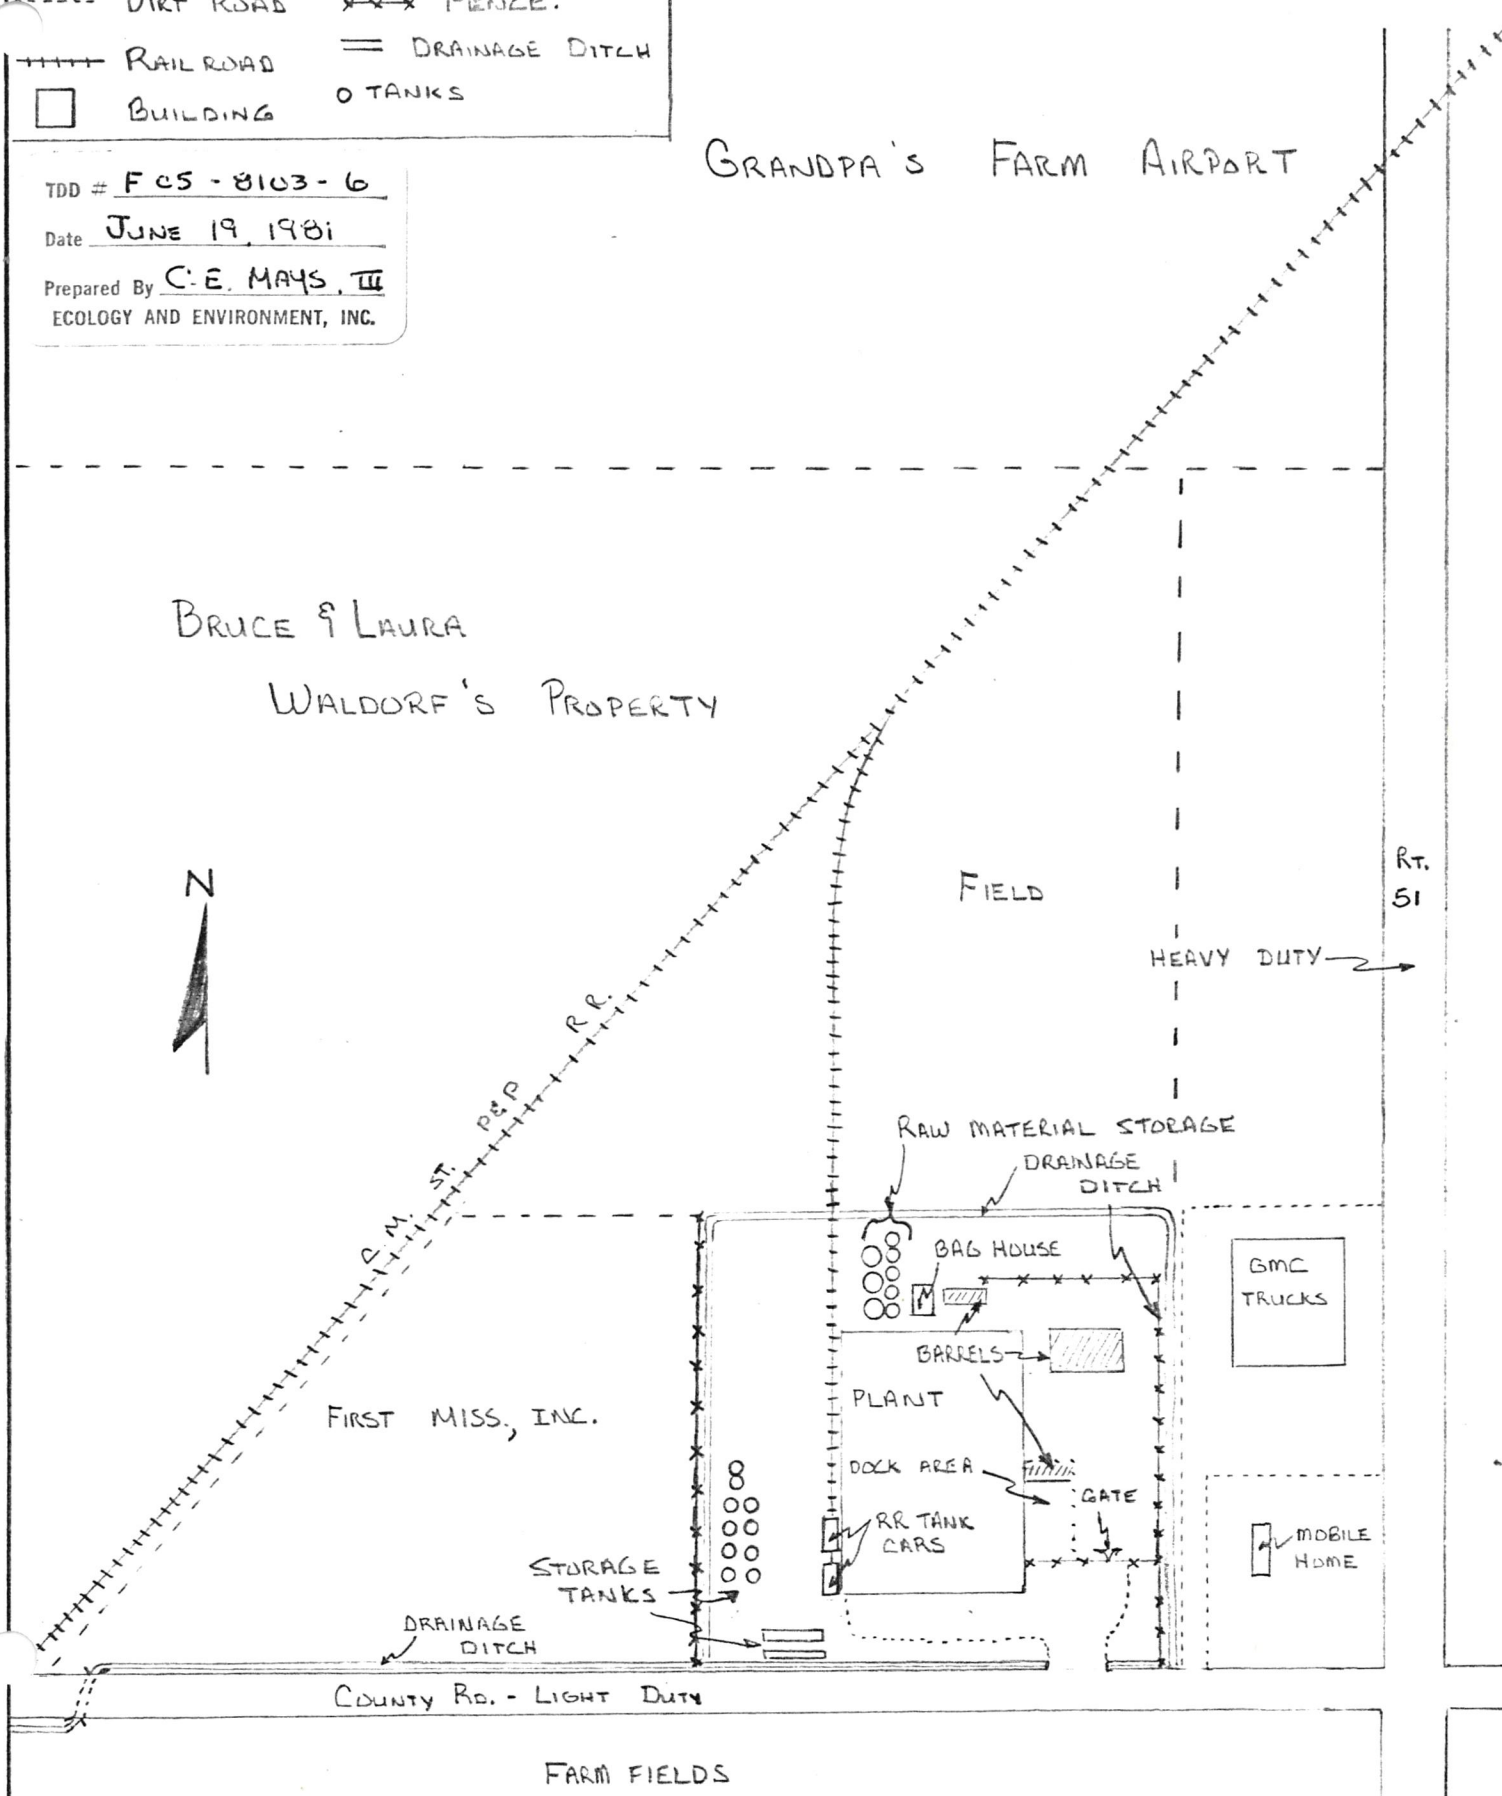 DIRT ROAD
FENCE.
RAILROAD
DRAINAGE DITCH
BUILDING
TANKS
TDD # FC5-8103-6
Date JUNE 19, 1981
Prepared By C.E. MAYS, III
ECOLOGY AND ENVIRONMENT, INC.
GRANDPA'S FARM AIRPORT
BRUCE & LAURA
WALDORF'S PROPERTY
N
FIELD
RT.
51
HEAVY DUTY
C.M. ST. P&P R.R.
RAW MATERIAL STORAGE
DRAINAGE
DITCH
BAG HOUSE
GMC
TRUCKS
BARRELS
PLANT
FIRST MISS., INC.
DOCK AREA
GATE
RR TANK
CARS
MOBILE
HOME
STORAGE
TANKS
DRAINAGE
DITCH
COUNTY RD. - LIGHT DUTY
FARM FIELDS